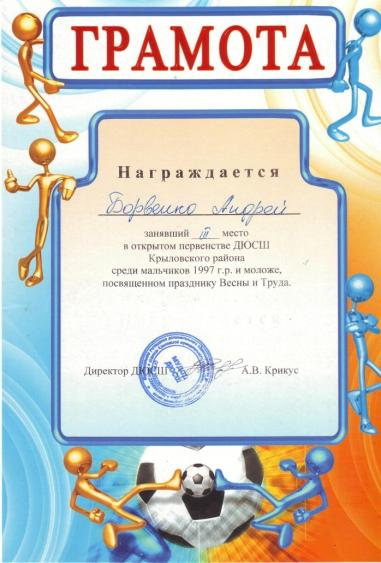 ГРАМОТА
Награждается
Борвенко Андрей
занявший III место
в открытом первенстве ДЮСШ
Крыловского района
среди мальчиков 1997 г.р. и моложе,
посвященном празднику Весны и Труда.
Директор ДЮСШ А.В. Крикус